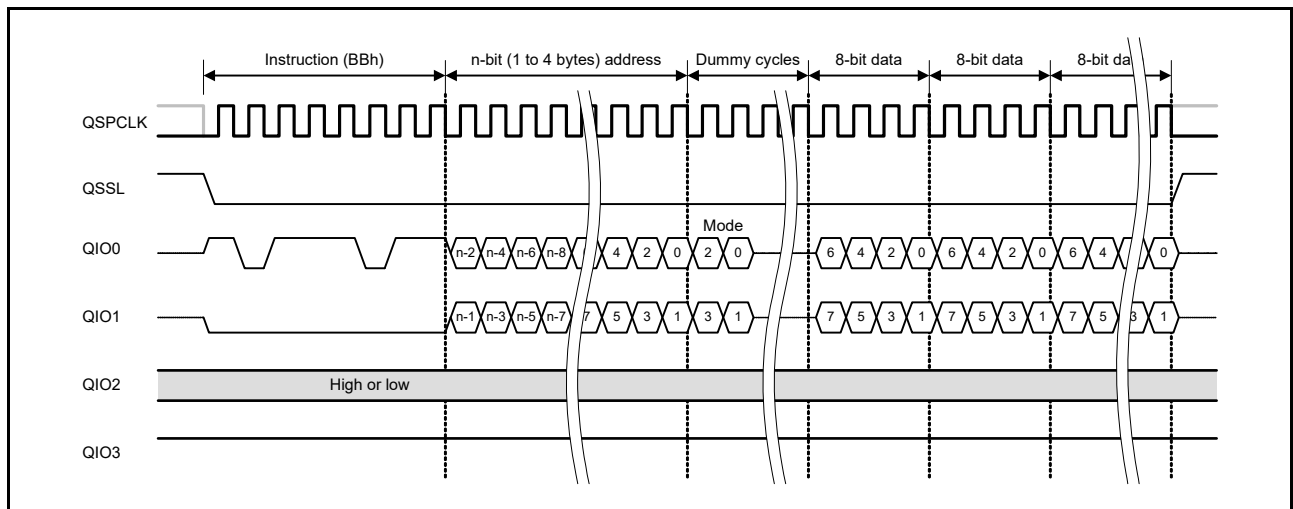 Instruction (BBh) n-bit (1 to 4 bytes) address Dummy cycles 8-bit data 8-bit data 8-bit da
QSPCLK
QSSL
Mode
QIO0 n-2 n-4 n-6 n-8 4 2 0 2 0 6 4 2 0 6 4 2 0 6 4 0
QIO1 n-1 n-3 n-5 n-7 7 5 3 1 3 1 7 5 3 1 7 5 3 1 7 5 3 1
QIO2 High or low
QIO3